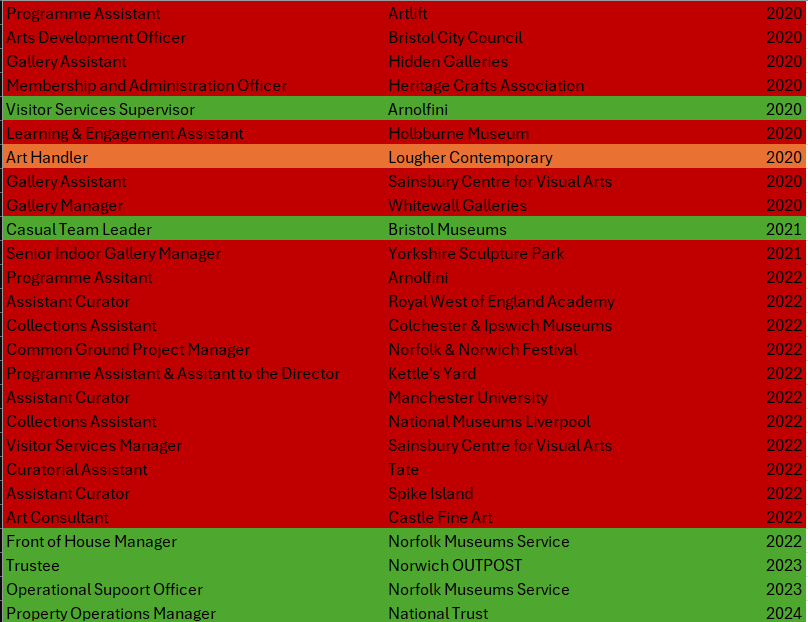 Programme Assistant Artlift 2020
Arts Development Officer Bristol City Council 2020
Gallery Assistant Hidden Galleries 2020
Membership and Administration Officer Heritage Crafts Association 2020
Visitor Services Supervisor Arnolfini 2020
Learning & Engagement Assistant Holbburne Museum 2020
Art Handler Lougher Contemporary 2020
Gallery Assistant Sainsbury Centre for Visual Arts 2020
Gallery Manager Whitewall Galleries 2020
Casual Team Leader Bristol Museums 2021
Senior Indoor Gallery Manager Yorkshire Sculpture Park 2021
Programme Assitant Arnolfini 2022
Assistant Curator Royal West of England Academy 2022
Collections Assistant Colchester & Ipswich Museums 2022
Common Ground Project Manager Norfolk & Norwich Festival 2022
Programme Assistant & Assitant to the Director Kettle's Yard 2022
Assistant Curator Manchester University 2022
Collections Assistant National Museums Liverpool 2022
Visitor Services Manager Sainsbury Centre for Visual Arts 2022
Curatorial Assistant Tate 2022
Assistant Curator Spike Island 2022
Art Consultant Castle Fine Art 2022
Front of House Manager Norfolk Museums Service 2022
Trustee Norwich OUTPOST 2023
Operational Supoort Officer Norfolk Museums Service 2023
Property Operations Manager National Trust 2024